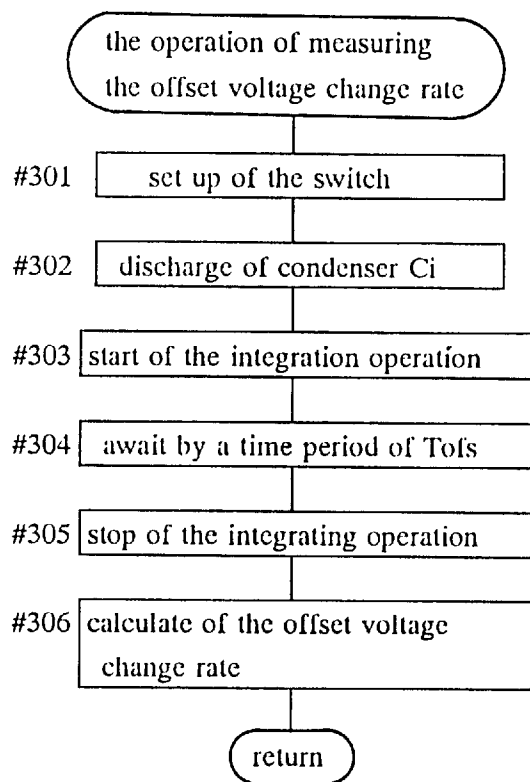 the operation of measuring
the offset voltage change rate
#301 set up of the switch
#302 discharge of condenser Ci
#303 start of the integration operation
#304 await by a time period of Tofs
#305 stop of the integrating operation
#306 calculate of the offset voltage
change rate
return